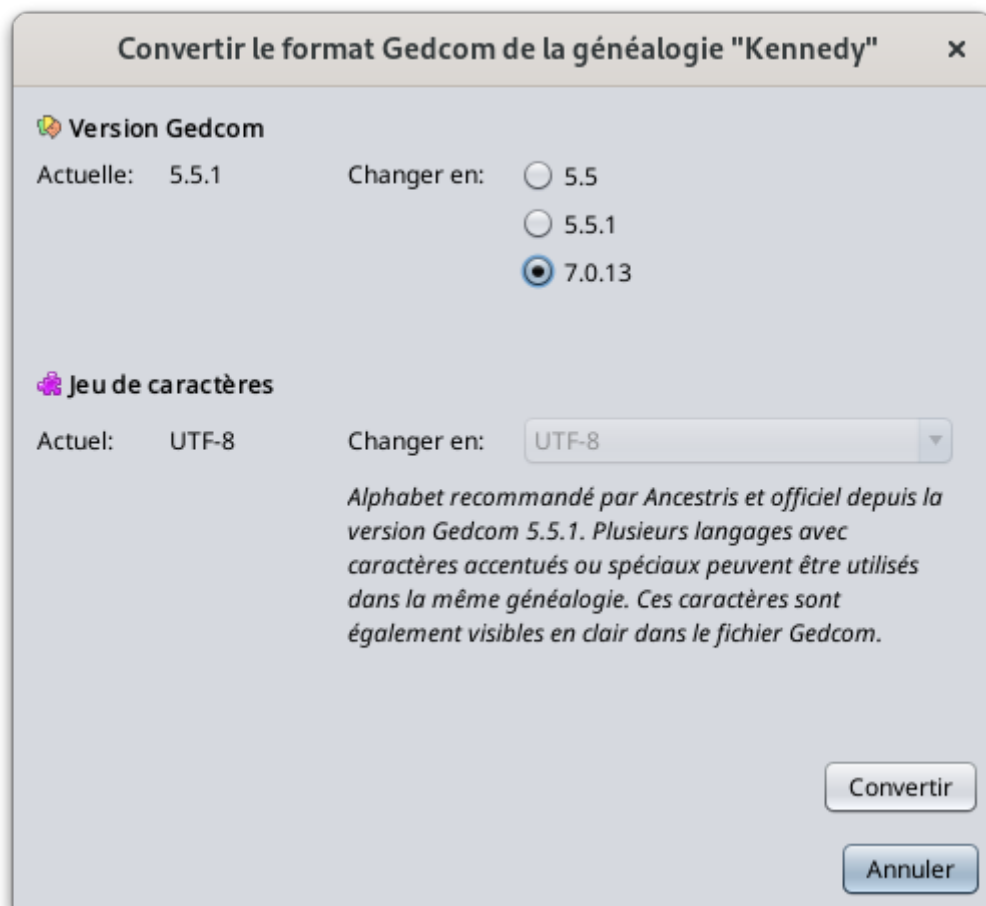 Convertir le format Gedcom de la généalogie "Kennedy"
Version Gedcom
Actuelle: 5.5.1 Changer en: 5.5
5.5.1
7.0.13
Jeu de caractères
Actuel: UTF-8 Changer en: UTF-8
Alphabet recommandé par Ancestris et officiel depuis la
version Gedcom 5.5.1. Plusieurs langages avec
caractères accentués ou spéciaux peuvent être utilisés
dans la même généalogie. Ces caractères sont
également visibles en clair dans le fichier Gedcom.
Convertir
Annuler